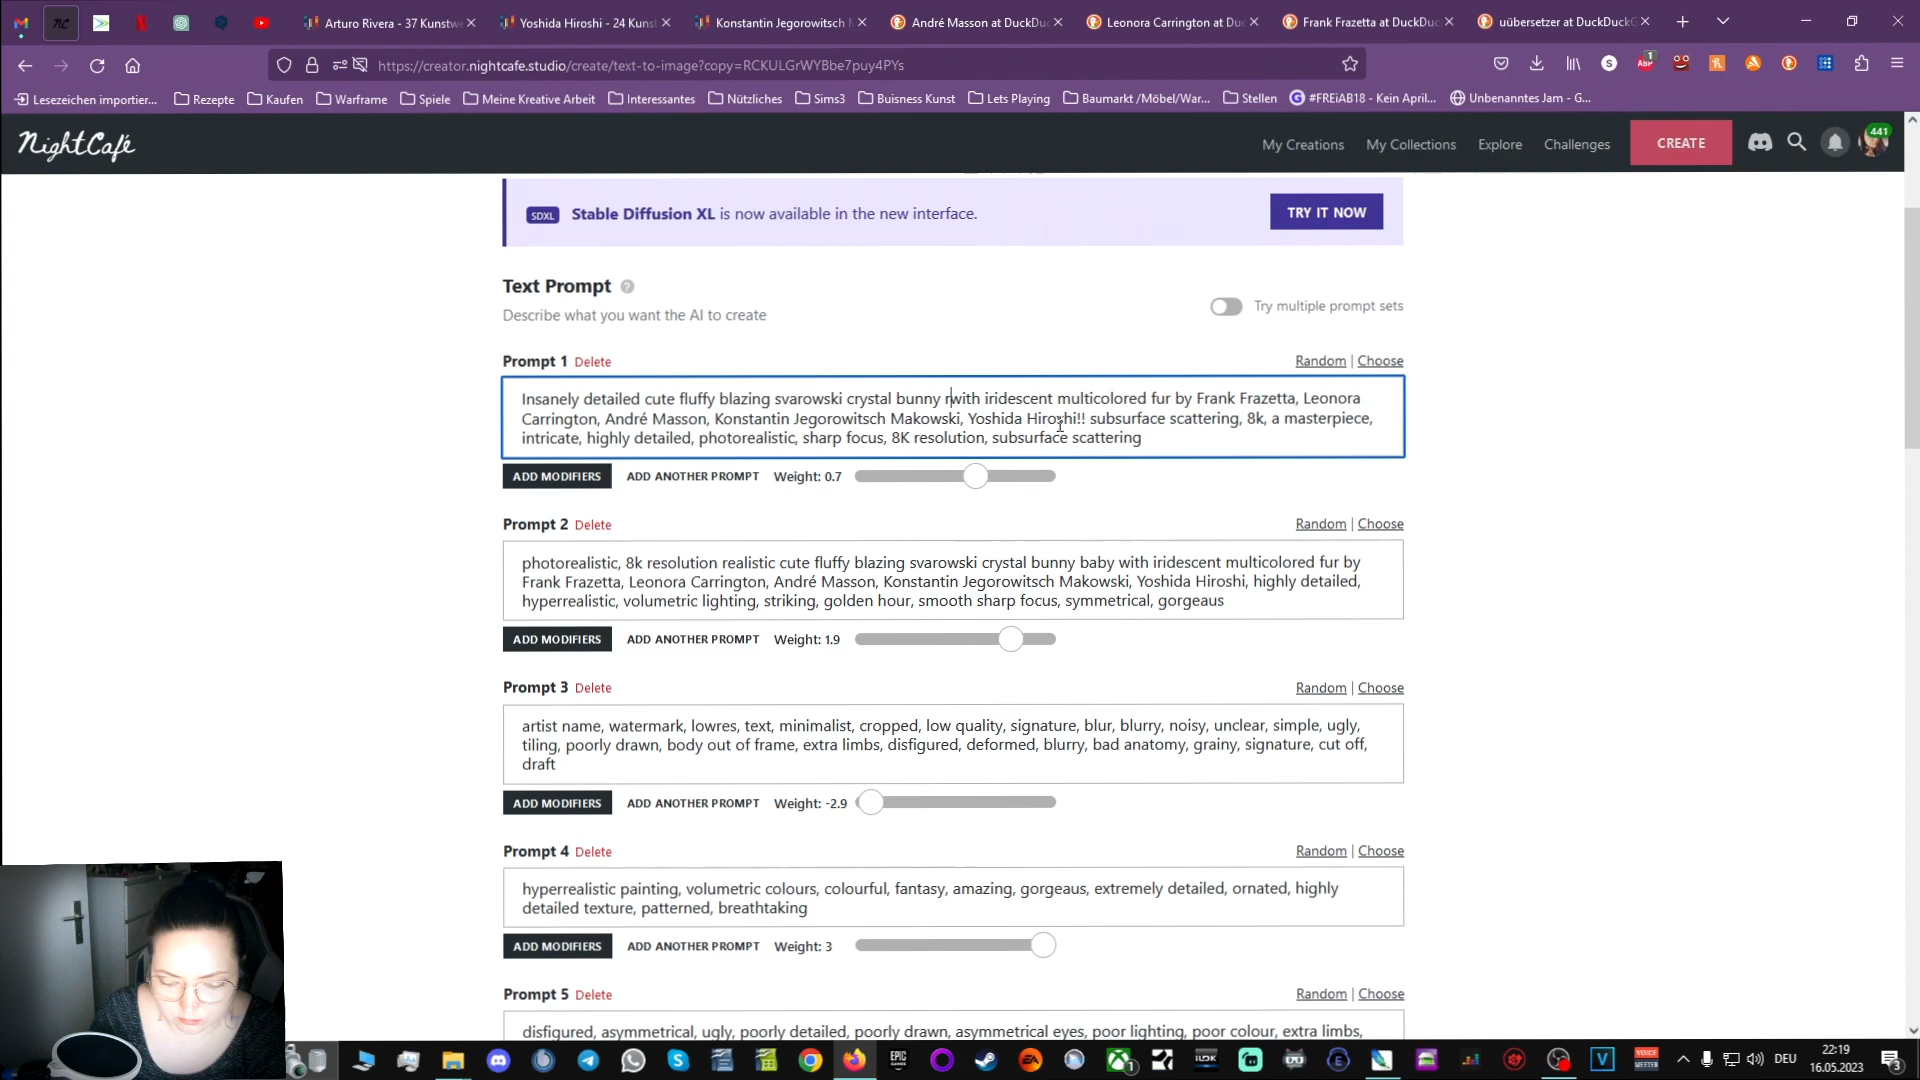 Arturo Rivera - 37 Kunstwe
Yoshida Hiroshi - 24 Kunst
Konstantin Jegorowitsch M
André Masson at DuckDuc
Leonora Carrington at Duc
Frank Frazetta at DuckDuc
uübersetzer at DuckDuckG
https://creator.nightcafe.studio/create/text-to-image?copy=RCKULGrWYBbe7puy4PYs
1
Lesezeichen importier...
Rezepte
Kaufen
Warframe
Spiele
Meine Kreative Arbeit
Interessantes
Nützliches
Sims3
Buisness Kunst
Lets Playing
Baumarkt /Möbel/War...
Stellen
#FREiAB18 - Kein April...
Unbenanntes Jam - G...
NightCafé
My Creations
My Collections
Explore
Challenges
CREATE
441
SDXL Stable Diffusion XL is now available in the new interface.
TRY IT NOW
Text Prompt ?
Describe what you want the AI to create
Try multiple prompt sets
Prompt 1 Delete
Random | Choose
Insanely detailed cute fluffy blazing svarowski crystal bunny rwith iridescent multicolored fur by Frank Frazetta, Leonora
Carrington, André Masson, Konstantin Jegorowitsch Makowski, Yoshida Hiroshi!! subsurface scattering, 8k, a masterpiece,
intricate, highly detailed, photorealistic, sharp focus, 8K resolution, subsurface scattering
ADD MODIFIERS ADD ANOTHER PROMPT Weight: 0.7
Prompt 2 Delete
Random | Choose
photorealistic, 8k resolution realistic cute fluffy blazing svarowski crystal bunny baby with iridescent multicolored fur by
Frank Frazetta, Leonora Carrington, André Masson, Konstantin Jegorowitsch Makowski, Yoshida Hiroshi, highly detailed,
hyperrealistic, volumetric lighting, striking, golden hour, smooth sharp focus, symmetrical, gorgeaus
ADD MODIFIERS ADD ANOTHER PROMPT Weight: 1.9
Prompt 3 Delete
Random | Choose
artist name, watermark, lowres, text, minimalist, cropped, low quality, signature, blur, blurry, noisy, unclear, simple, ugly,
tiling, poorly drawn, body out of frame, extra limbs, disfigured, deformed, blurry, bad anatomy, grainy, signature, cut off,
draft
ADD MODIFIERS ADD ANOTHER PROMPT Weight: -2.9
Prompt 4 Delete
Random | Choose
hyperrealistic painting, volumetric colours, colourful, fantasy, amazing, gorgeaus, extremely detailed, ornated, highly
detailed texture, patterned, breathtaking
ADD MODIFIERS ADD ANOTHER PROMPT Weight: 3
Prompt 5 Delete
Random | Choose
disfigured, asymmetrical, ugly, poorly detailed, poorly drawn, asymmetrical eyes, poor lighting, poor colour, extra limbs,
DEU
22:19
16.05.2023
3